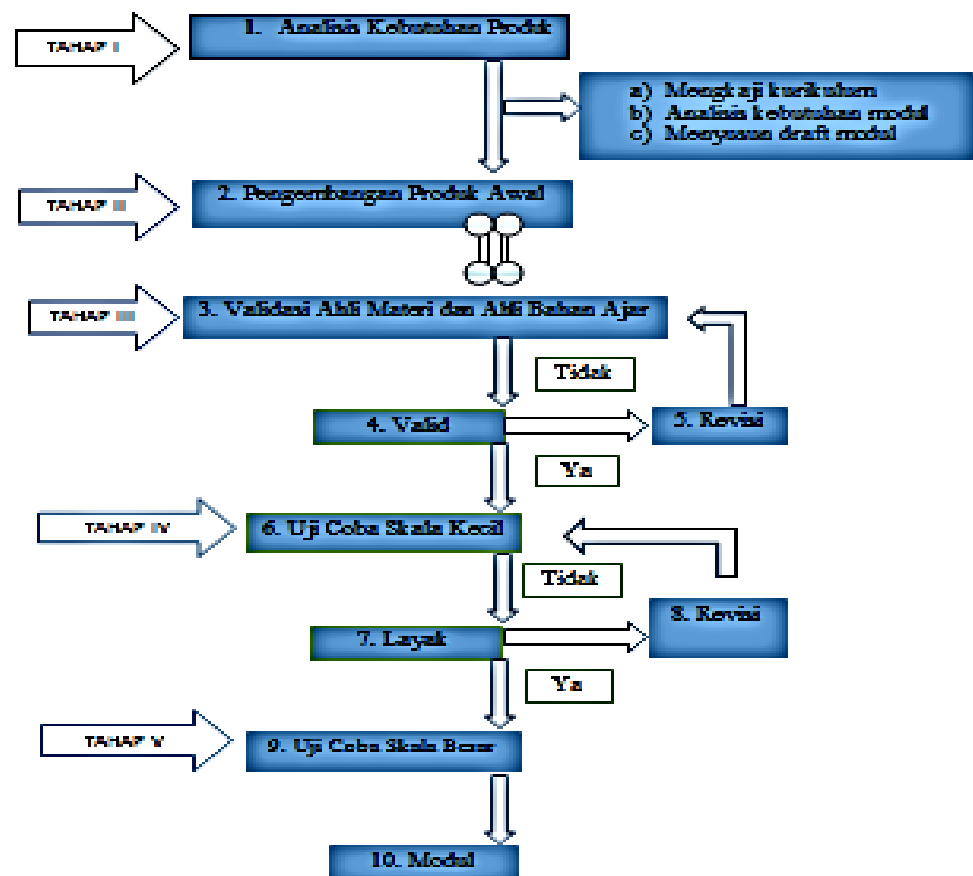 TAHAP I
1. Analisis Kebutuhan Produk
a) Mengkaji kurikulum
b) Analisis kebutuhan modul
c) Menyusun draft modul
TAHAP II
2. Pengembangan Produk Awal
TAHAP III
3. Validasi Ahli Materi dan Ahli Bahan Ajar
Tidak
4. Valid
5. Revisi
Ya
TAHAP IV
6. Uji Coba Skala Kecil
Tidak
7. Layak
8. Revisi
Ya
TAHAP V
9. Uji Coba Skala Besar
10. Modul